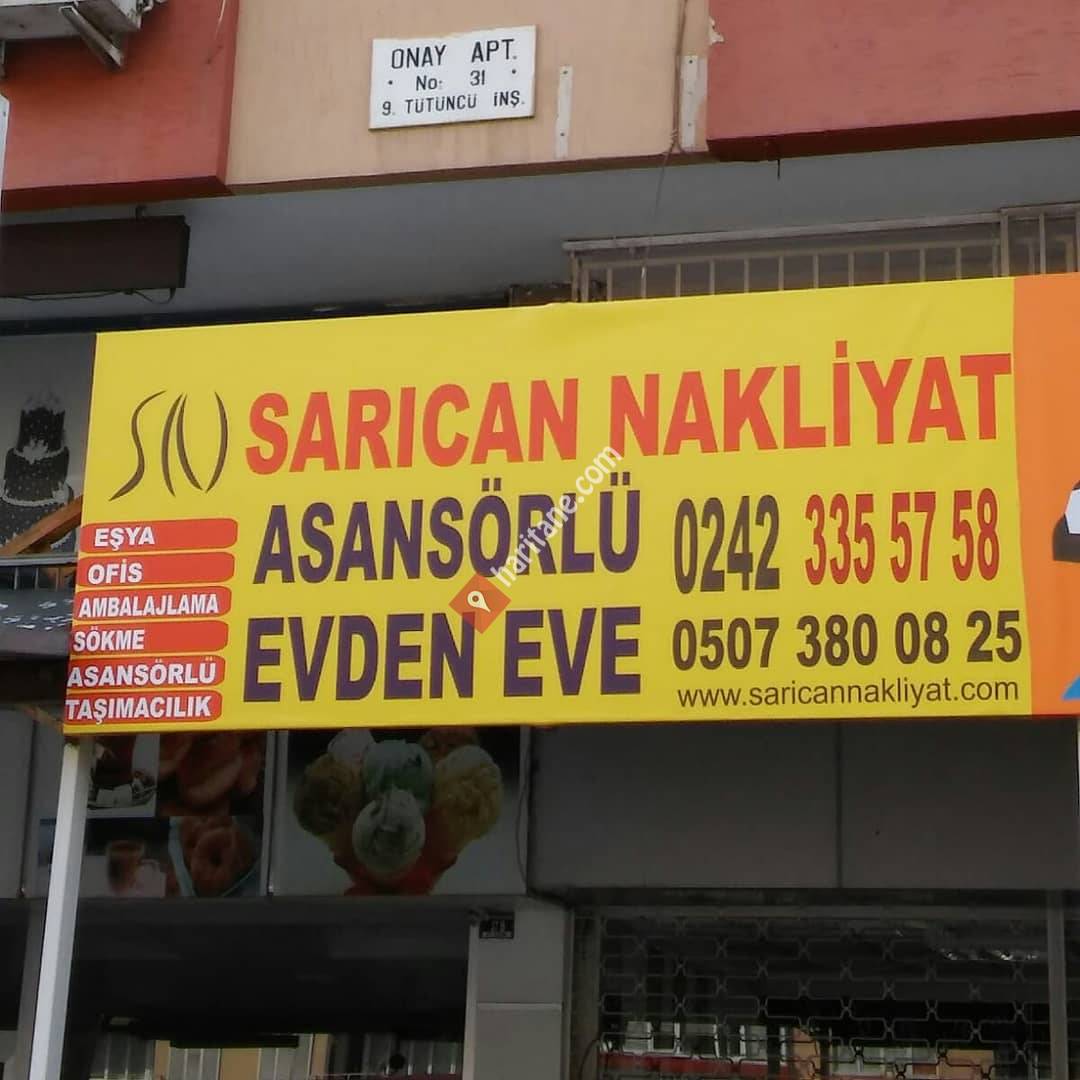 ONAY APT.
No: 31
9. TÜTÜNCÜ İNŞ.
SARICAN NAKLİYAT
ASANSÖRLÜ
EVDEN EVE
0242 335 57 58
0507 380 08 25
www.saricannakliyat.com
EŞYA
OFİS
AMBALAJLAMA
SÖKME
ASANSÖRLÜ
TAŞIMACILIK
haritane.com